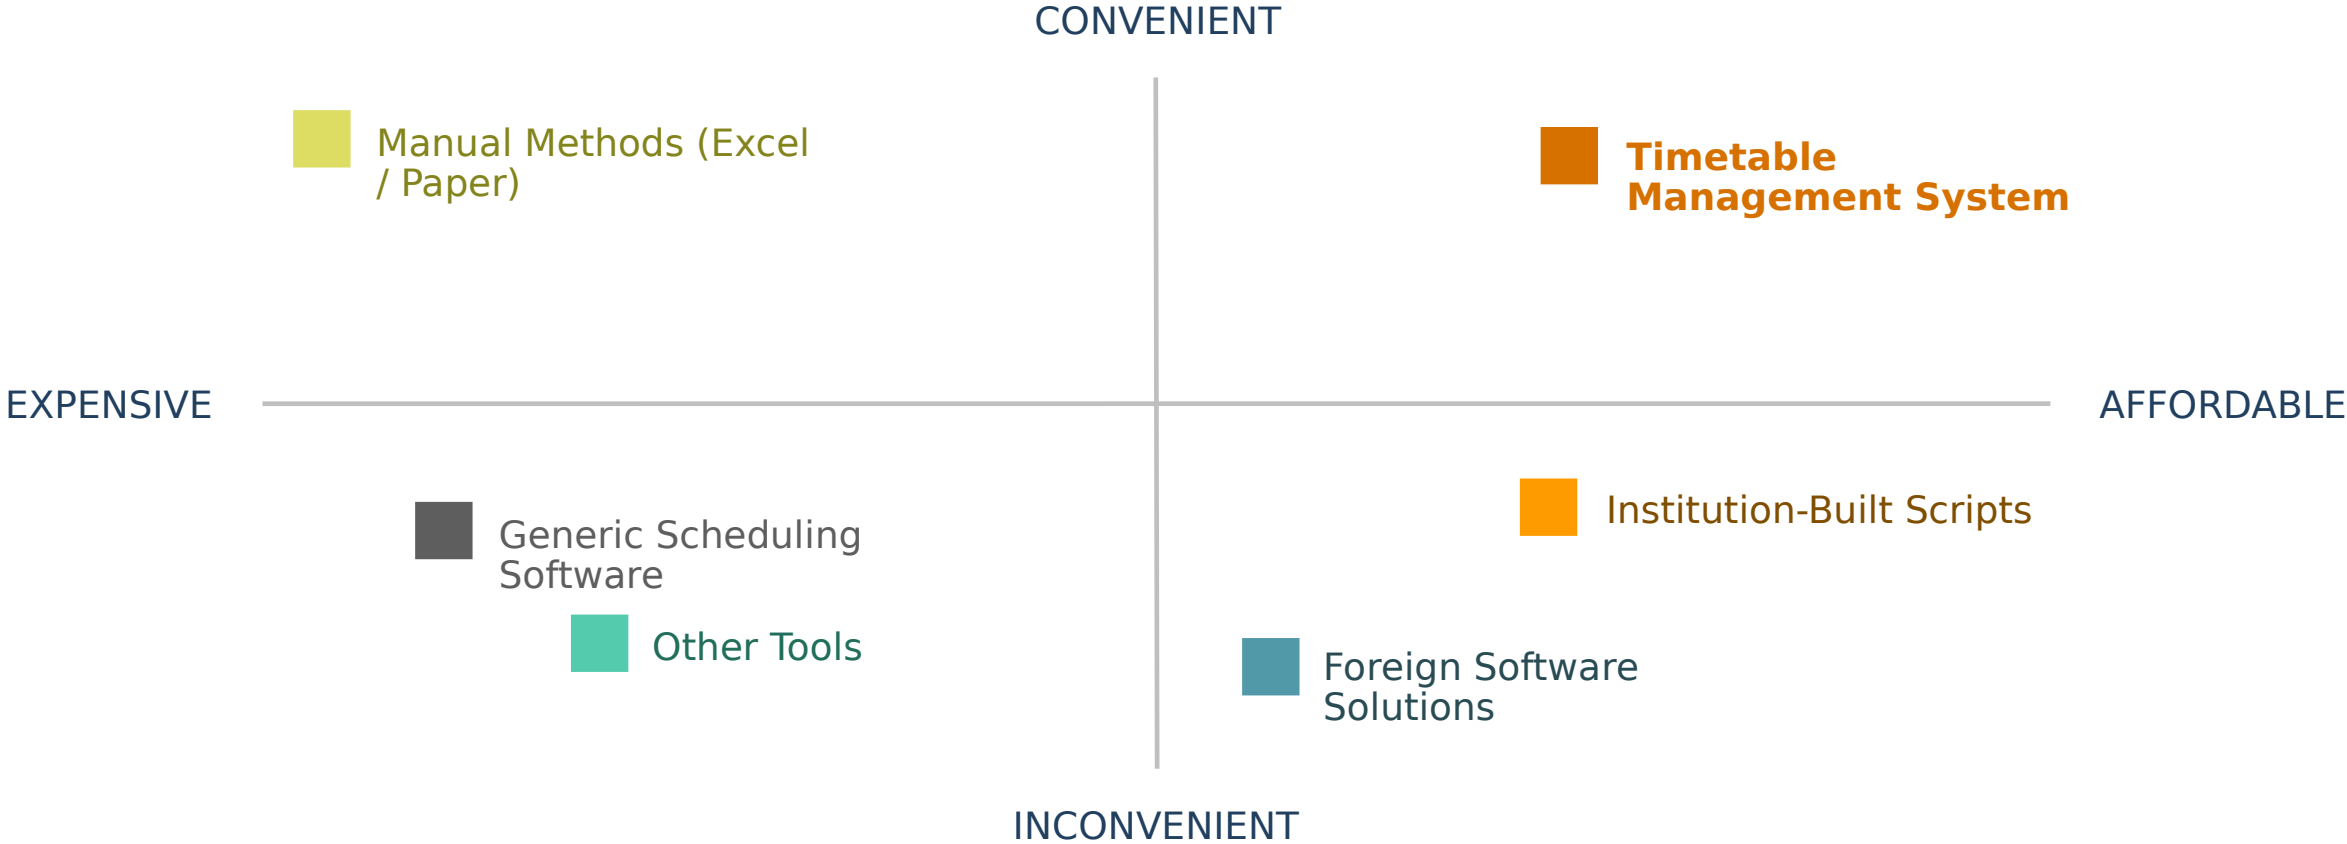 CONVENIENT
Manual Methods (Excel
/ Paper)
Timetable
Management System
EXPENSIVE
AFFORDABLE
Generic Scheduling
Software
Institution-Built Scripts
Other Tools
Foreign Software
Solutions
INCONVENIENT